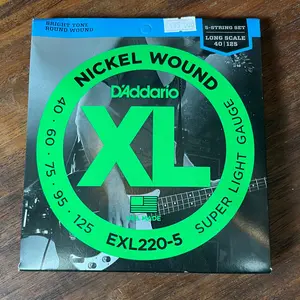 BRIGHT TONE
ROUND WOUND
5-STRING SET
LONG SCALE
40 | 125
NICKEL WOUND
D'Addario
XL
40 · 60 · 75 · 95 · 125
SUPER LIGHT GAUGE
EXL220-5